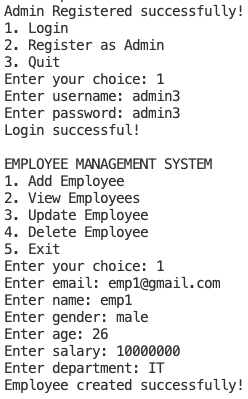 Admin Registered successfully!
1. Login
2. Register as Admin
3. Quit
Enter your choice: 1
Enter username: admin3
Enter password: admin3
Login successful!

EMPLOYEE MANAGEMENT SYSTEM
1. Add Employee
2. View Employees
3. Update Employee
4. Delete Employee
5. Exit
Enter your choice: 1
Enter email: emp1@gmail.com
Enter name: emp1
Enter gender: male
Enter age: 26
Enter salary: 10000000
Enter department: IT
Employee created successfully!